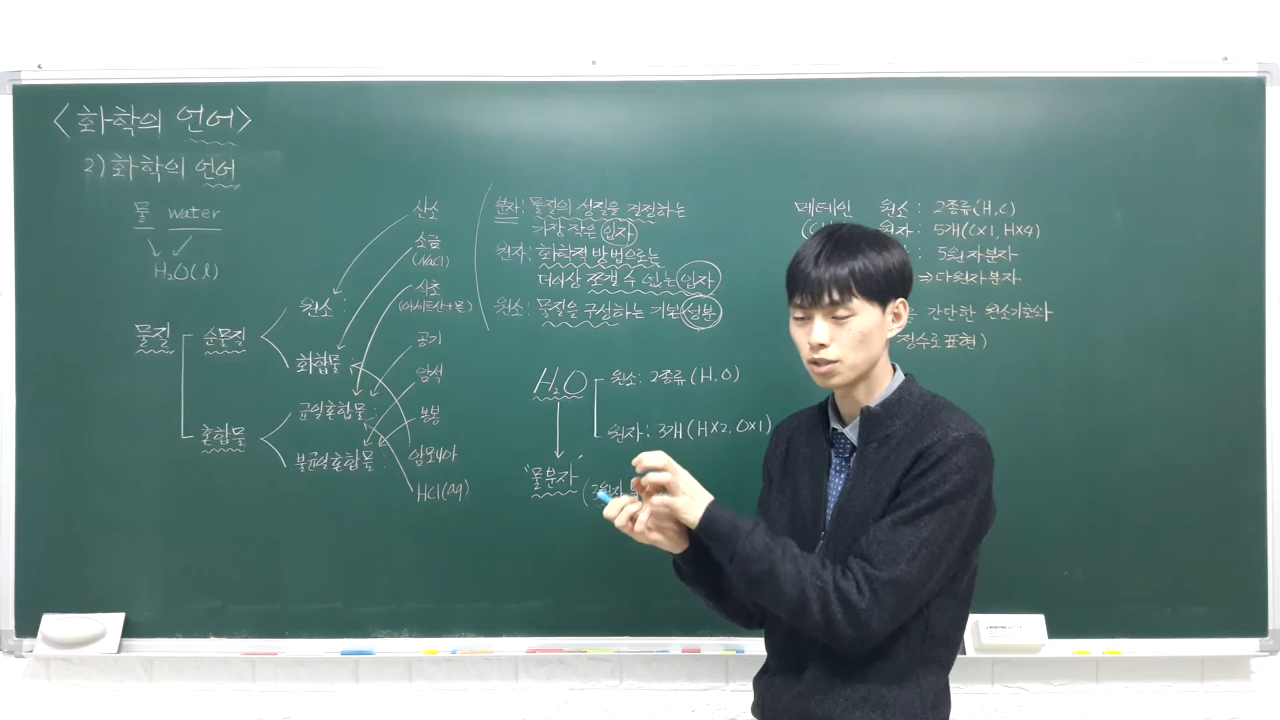 <화학의 언어>
2) 화학의 언어
물 water
H₂O(l)
물질
순물질
혼합물
원소 :
화합물 :
균일혼합물 :
불균일혼합물 :
산소
소금
(NaCl)
식초
(아세트산+물)
공기
암석
암모니아
HCl(aq)
분자 : 물질의 성질을 결정하는
가장 작은 입자
원자 : 화학적 방법으로는
더이상 쪼갤 수 없는 입자
원소 : 물질을 구성하는 기본 성분
H₂O
원소 : 2종류 (H, O)
원자 : 3개 (H×2, O×1)
"물분자"
(3원자
메테인 원소 : 2종류 (H, C)
원자 : 5개 (C×1, H×4)
5원자분자
⇒ 다원자분자
간단한 원소기호와
정수로 표현)